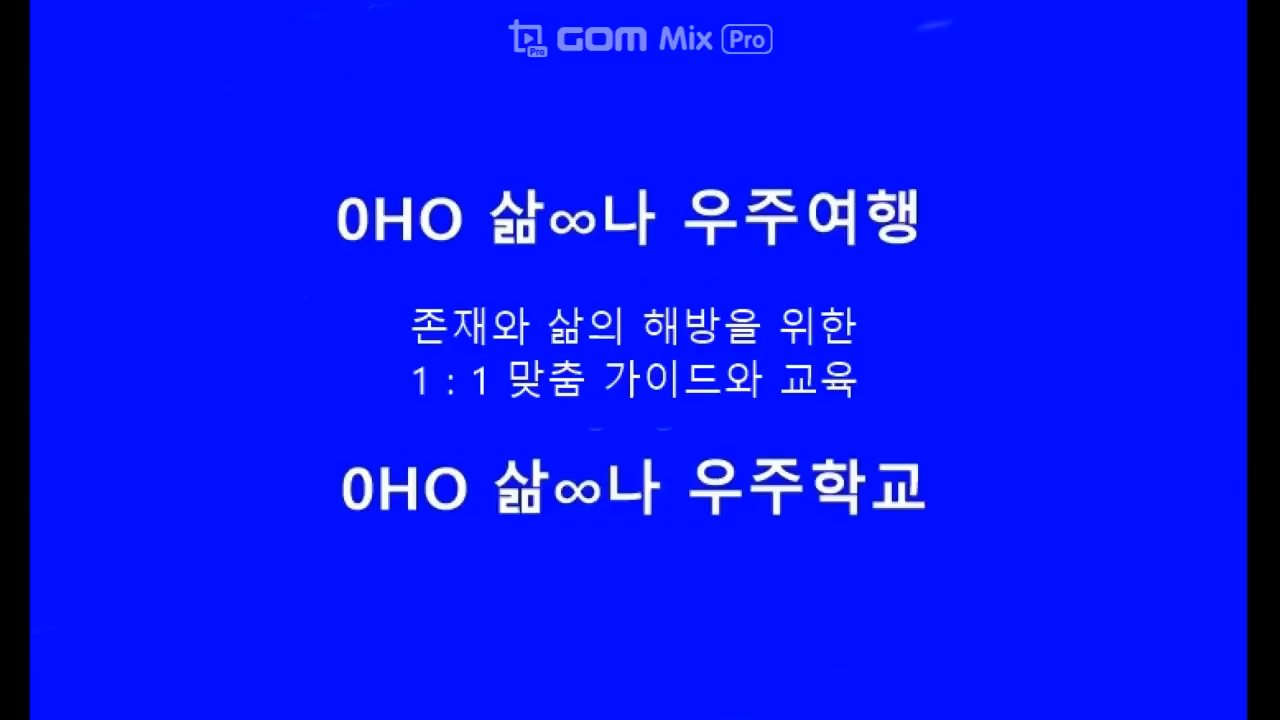 Pro GOM Mix Pro
0HO 삶∞나 우주여행
존재와 삶의 해방을 위한
1 : 1 맞춤 가이드와 교육
0HO 삶∞나 우주학교